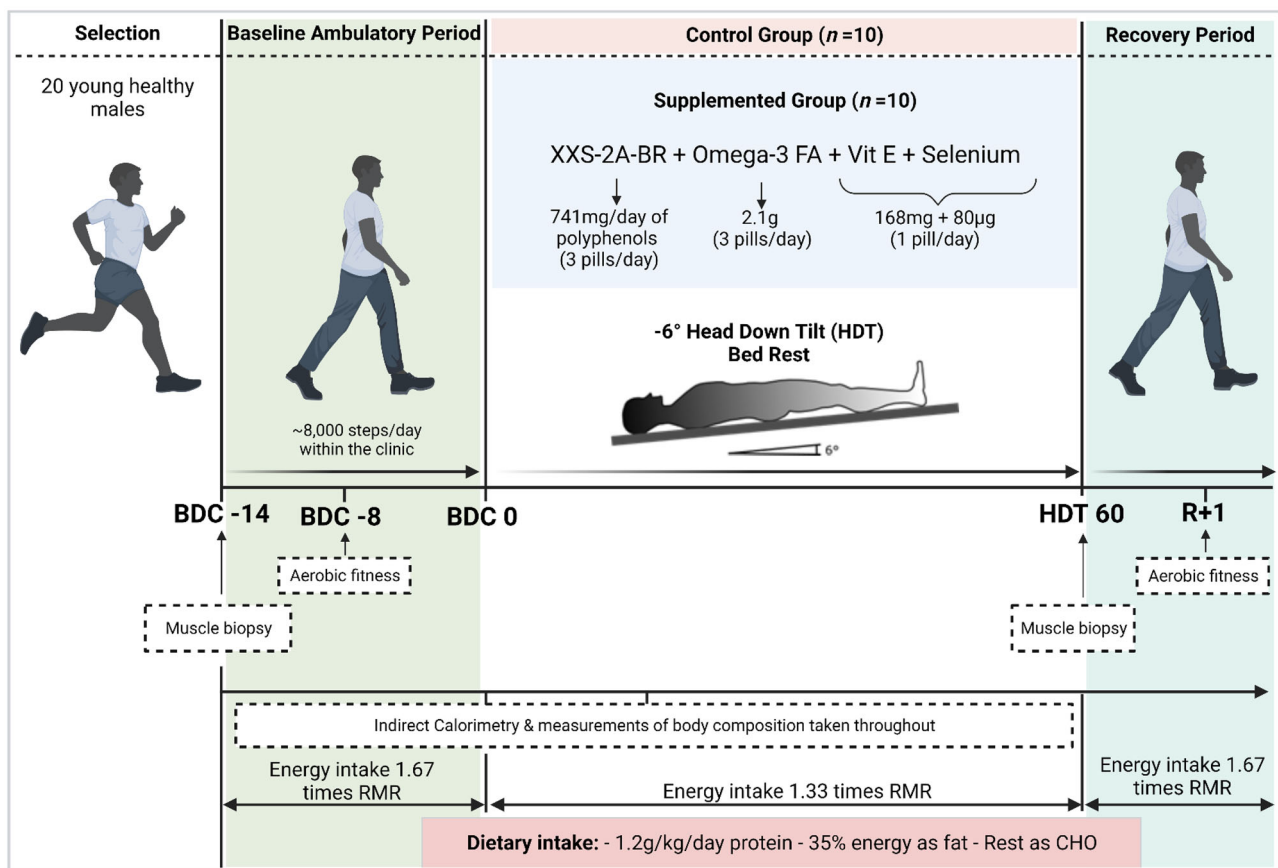 Selection
Baseline Ambulatory Period
Control Group (n =10)
Recovery Period
20 young healthy
males
Supplemented Group (n =10)
XXS-2A-BR + Omega-3 FA + Vit E + Selenium
741mg/day of
polyphenols
(3 pills/day)
2.1g
(3 pills/day)
168mg + 80µg
(1 pill/day)
-6° Head Down Tilt (HDT)
Bed Rest
6°
~8,000 steps/day
within the clinic
BDC -14
BDC -8
BDC 0
HDT 60
R+1
Aerobic fitness
Aerobic fitness
Muscle biopsy
Muscle biopsy
Indirect Calorimetry & measurements of body composition taken throughout
Energy intake 1.67
times RMR
Energy intake 1.33 times RMR
Energy intake 1.67
times RMR
Dietary intake: - 1.2g/kg/day protein - 35% energy as fat - Rest as CHO